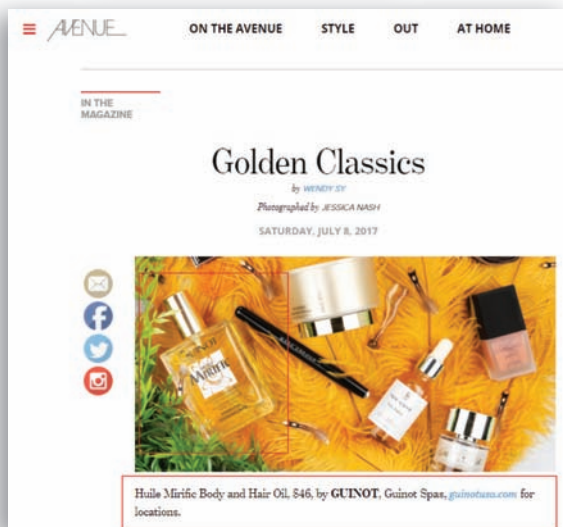 AVENUE
ON THE AVENUE STYLE OUT AT HOME
IN THE
MAGAZINE
Golden Classics
by WENDY SY
Photographed by JESSICA NASH
SATURDAY, JULY 8, 2017
GUINOT
Mirific
Huile Mirific Body and Hair Oil, $46, by GUINOT, Guinot Spas, guinotusa.com for
locations.